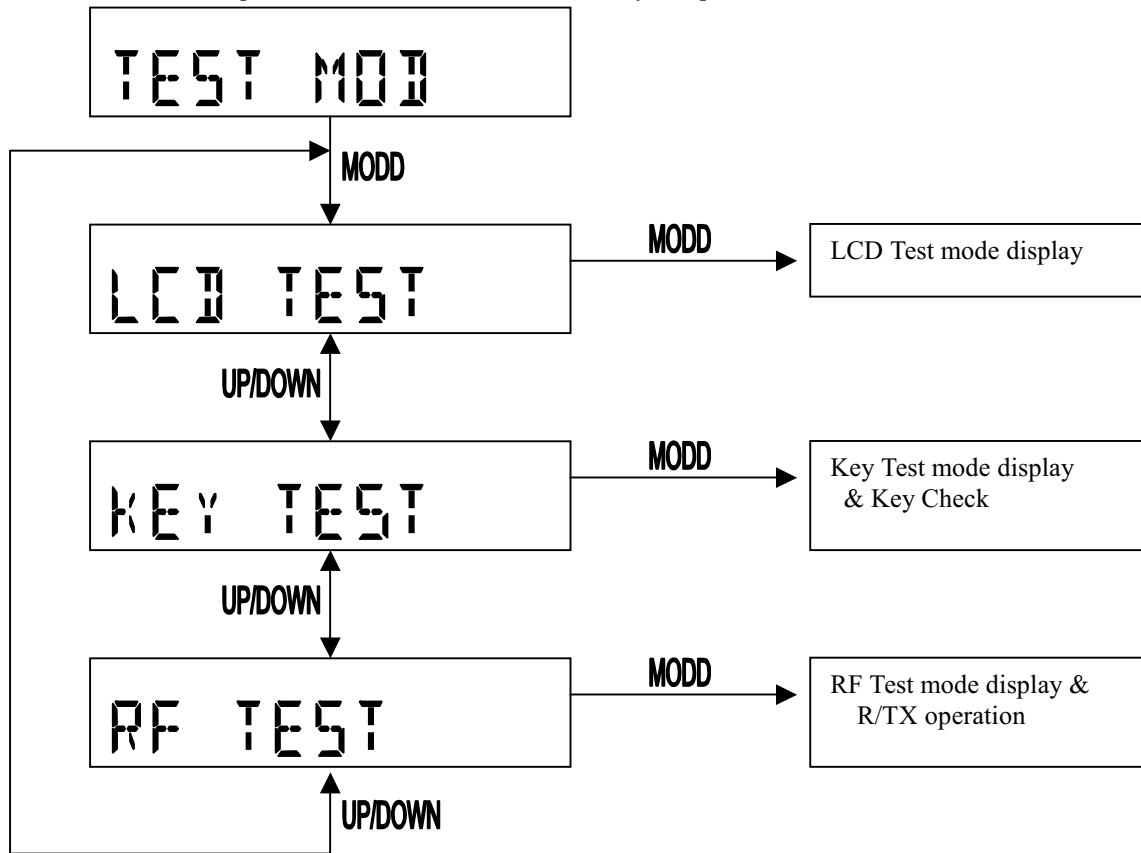 TEST MOD
MODD
LCD TEST
MODD
LCD Test mode display
UP/DOWN
KEY TEST
MODD
Key Test mode display
& Key Check
UP/DOWN
RF TEST
MODD
RF Test mode display &
R/TX operation
UP/DOWN